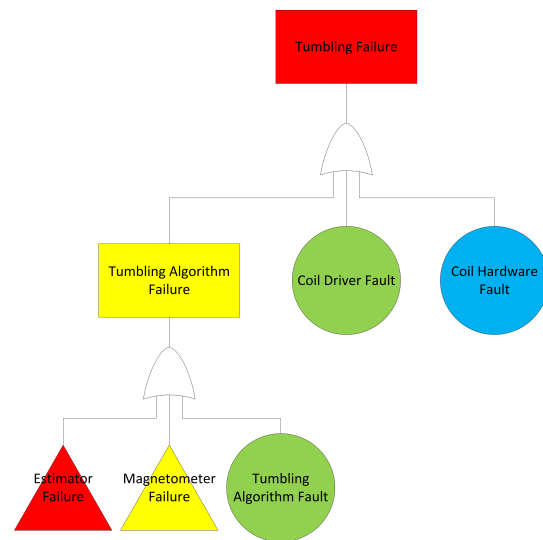 Tumbling Failure
Tumbling Algorithm
Failure
Coil Driver Fault
Coil Hardware
Fault
Estimator
Failure
Magnetometer
Failure
Tumbling
Algorithm Fault